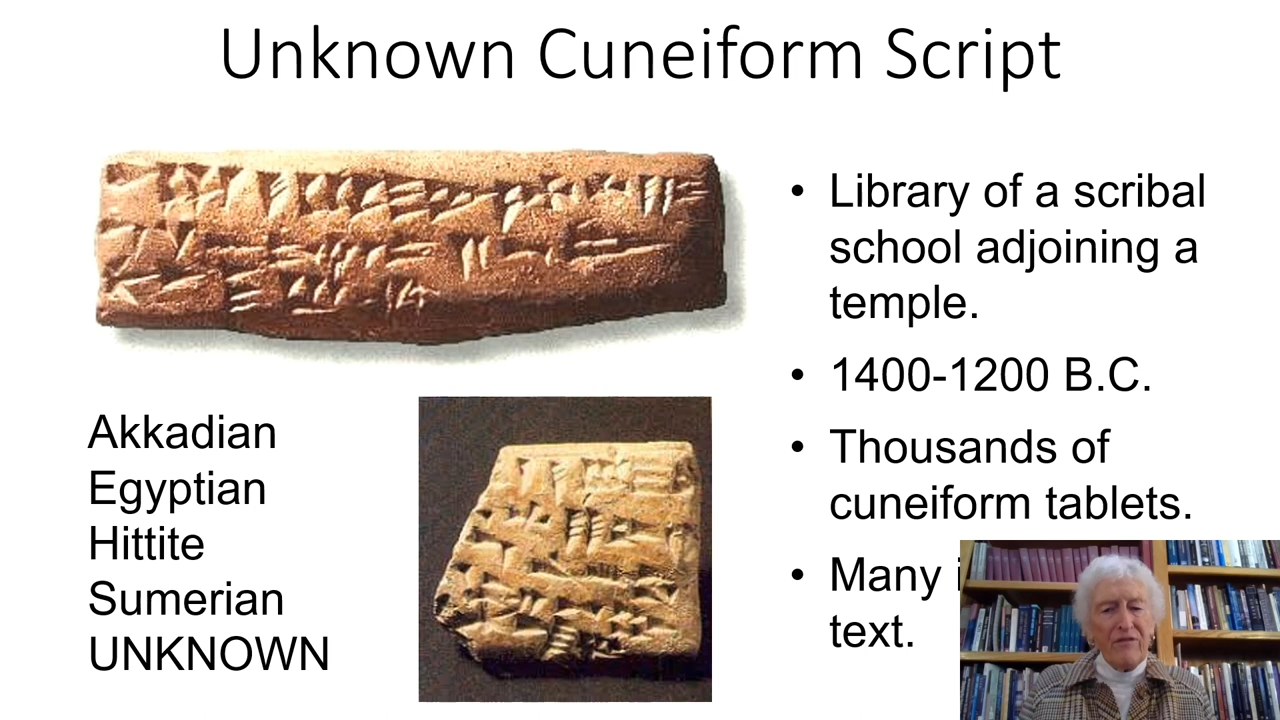 Unknown Cuneiform Script
• Library of a scribal
school adjoining a
temple.
• 1400-1200 B.C.
• Thousands of
cuneiform tablets.
• Many
text.
Akkadian
Egyptian
Hittite
Sumerian
UNKNOWN